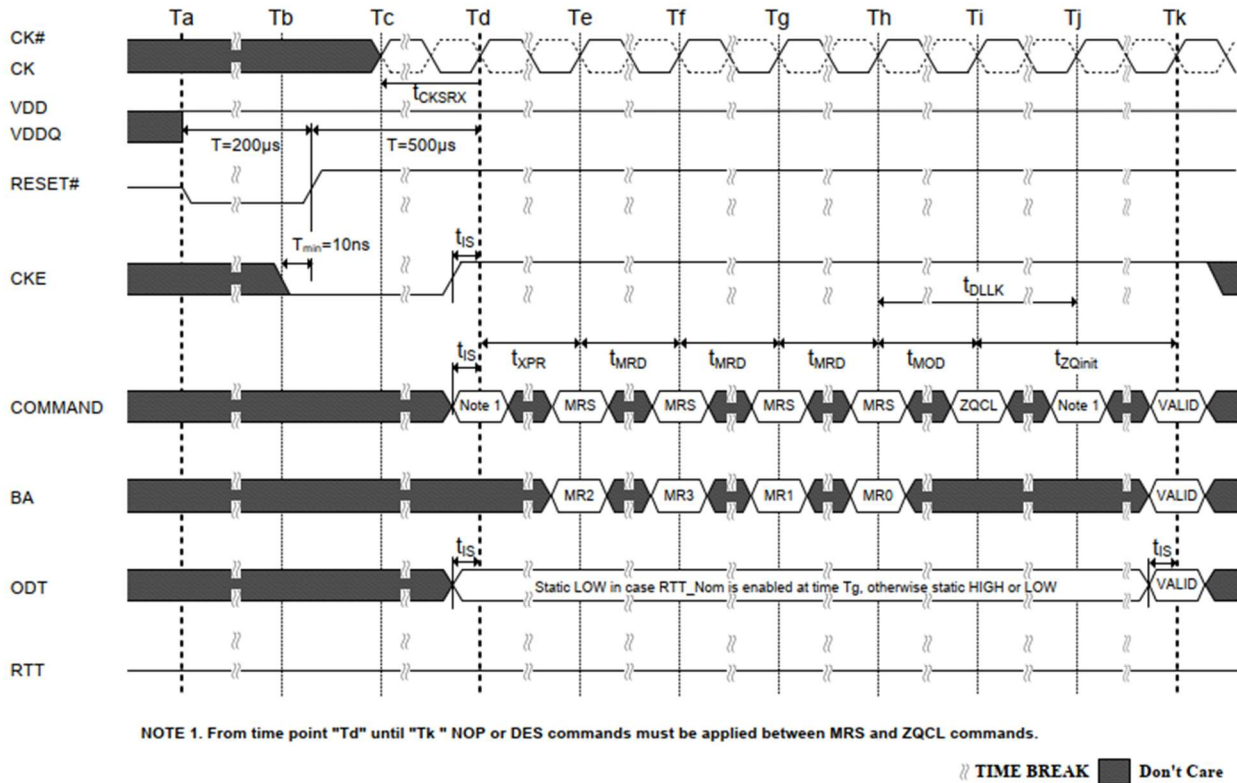 Ta Tb Tc Td Te Tf Tg Th Ti Tj Tk
CK#
CK
tCKSRX
VDD
VDDQ
T=200μs T=500μs
RESET#
Tmin=10ns tIS
CKE
tDLLK
tIS tXPR tMRD tMRD tMRD tMOD tZQinit
COMMAND Note 1 MRS MRS MRS MRS ZQCL Note 1 VALID
BA MR2 MR3 MR1 MR0 VALID
tIS tIS
ODT Static LOW in case RTT_Nom is enabled at time Tg, otherwise static HIGH or LOW VALID
RTT
NOTE 1. From time point "Td" until "Tk " NOP or DES commands must be applied between MRS and ZQCL commands.
TIME BREAK Don't Care